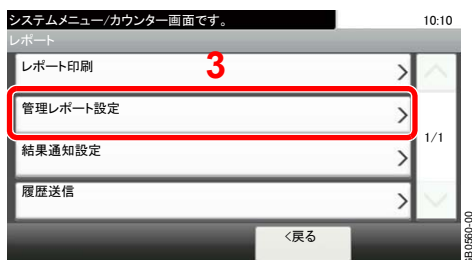 システムメニュー/カウンター画面です。 10:10
レポート
レポート印刷
3
管理レポート設定
1/1
結果通知設定
履歴送信
<戻る
GB0560-00